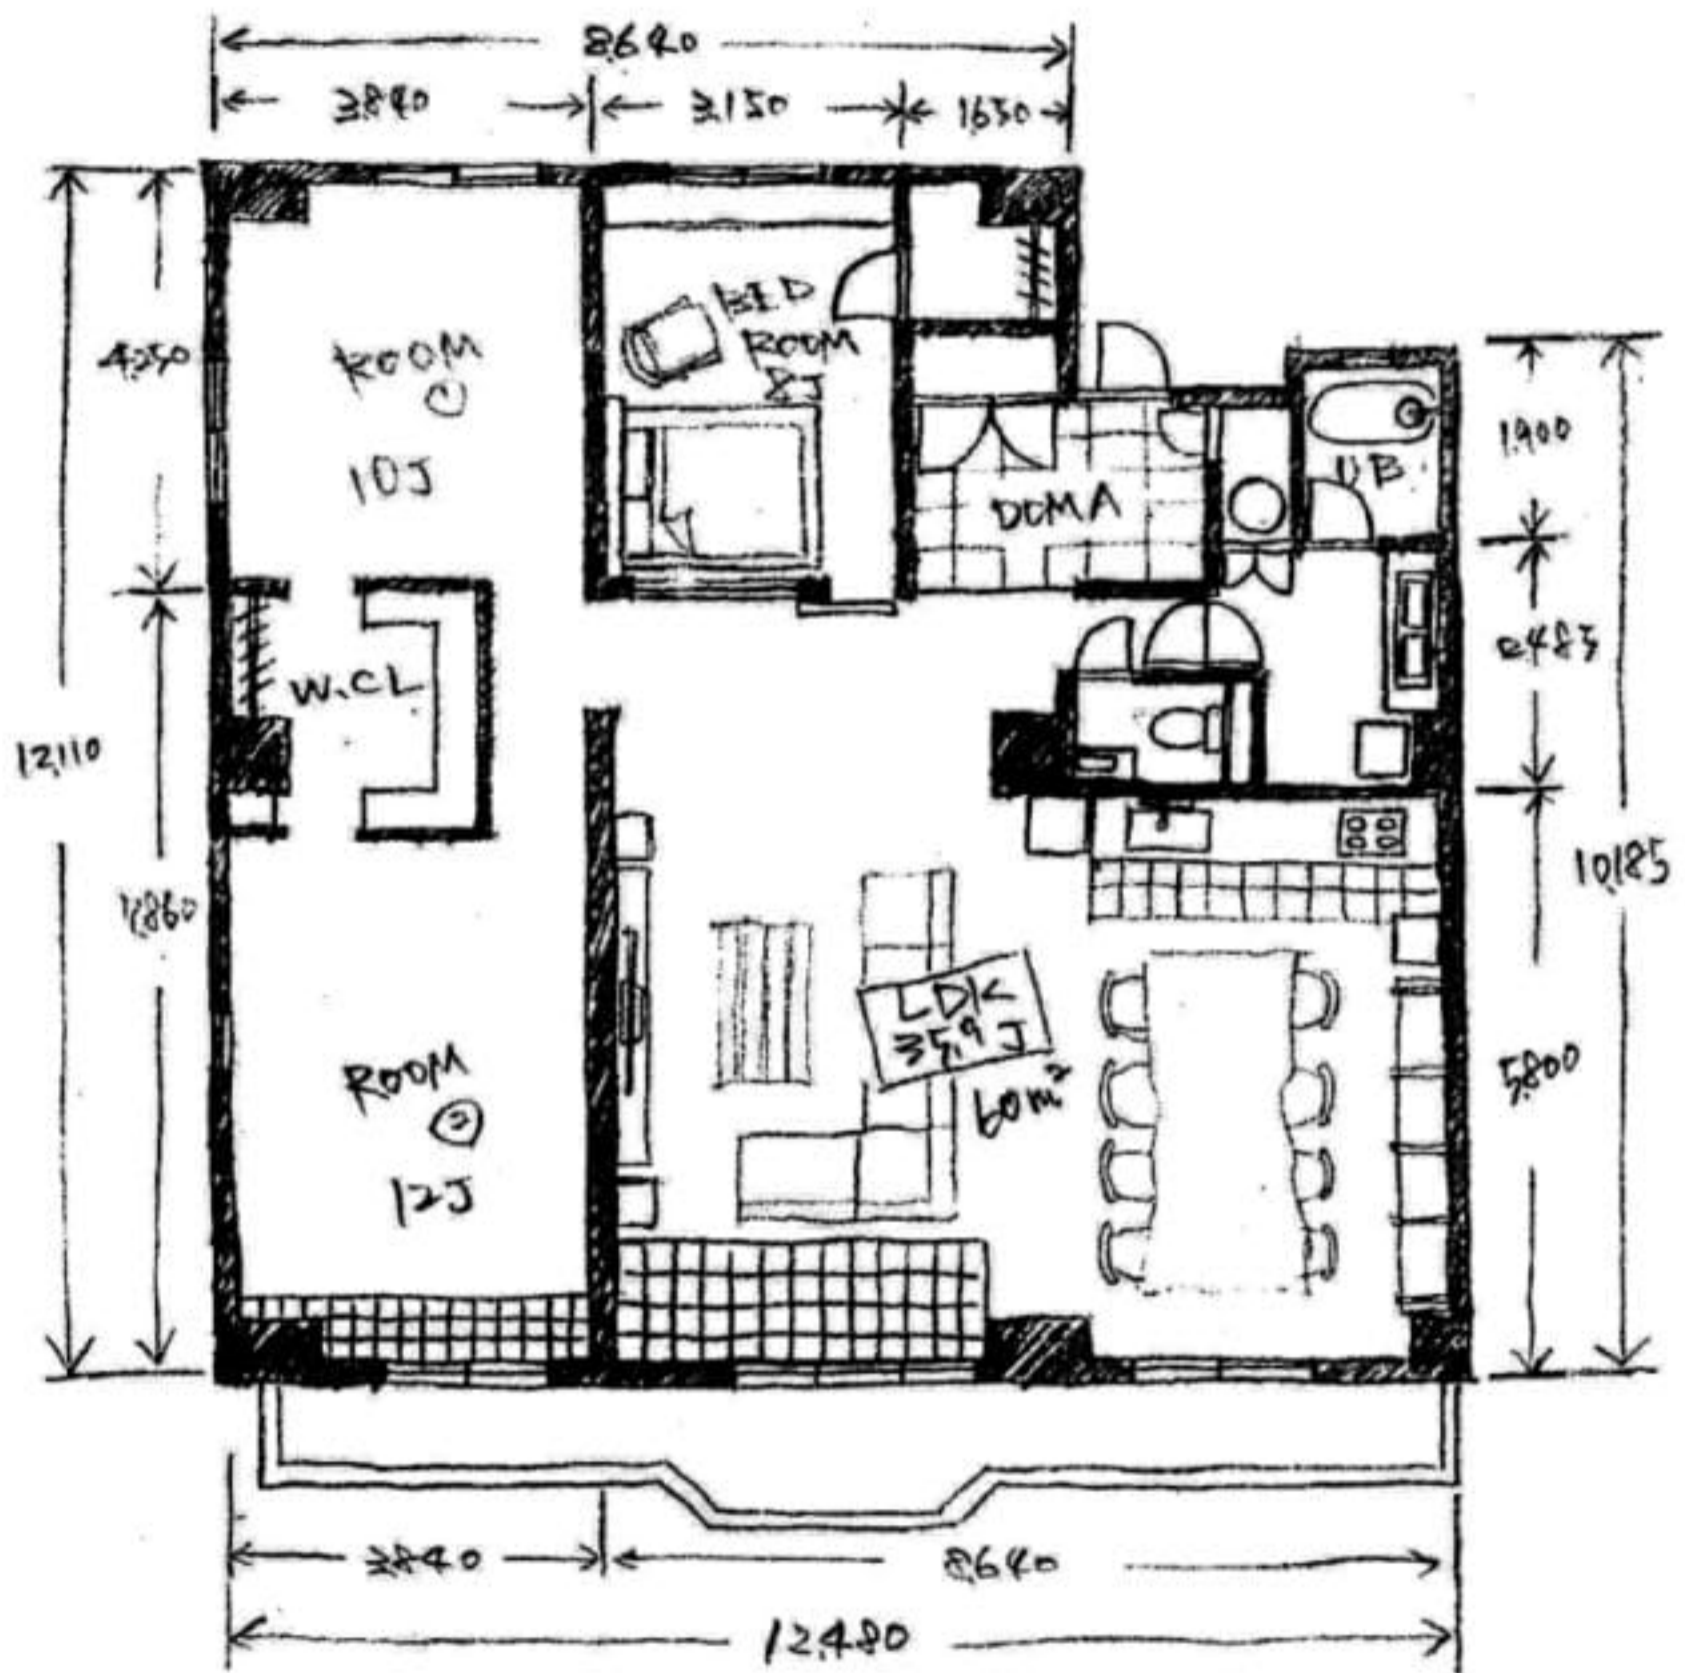 8,640
3,840
3,150
1,650
4,250
12,110
7,860
ROOM
①
10J
BED
ROOM
8J
DOMA
UB
W.CL
1,900
2,485
10,185
5,800
LDK
35.9J
60m²
ROOM
②
12J
3,840
8,640
12,480